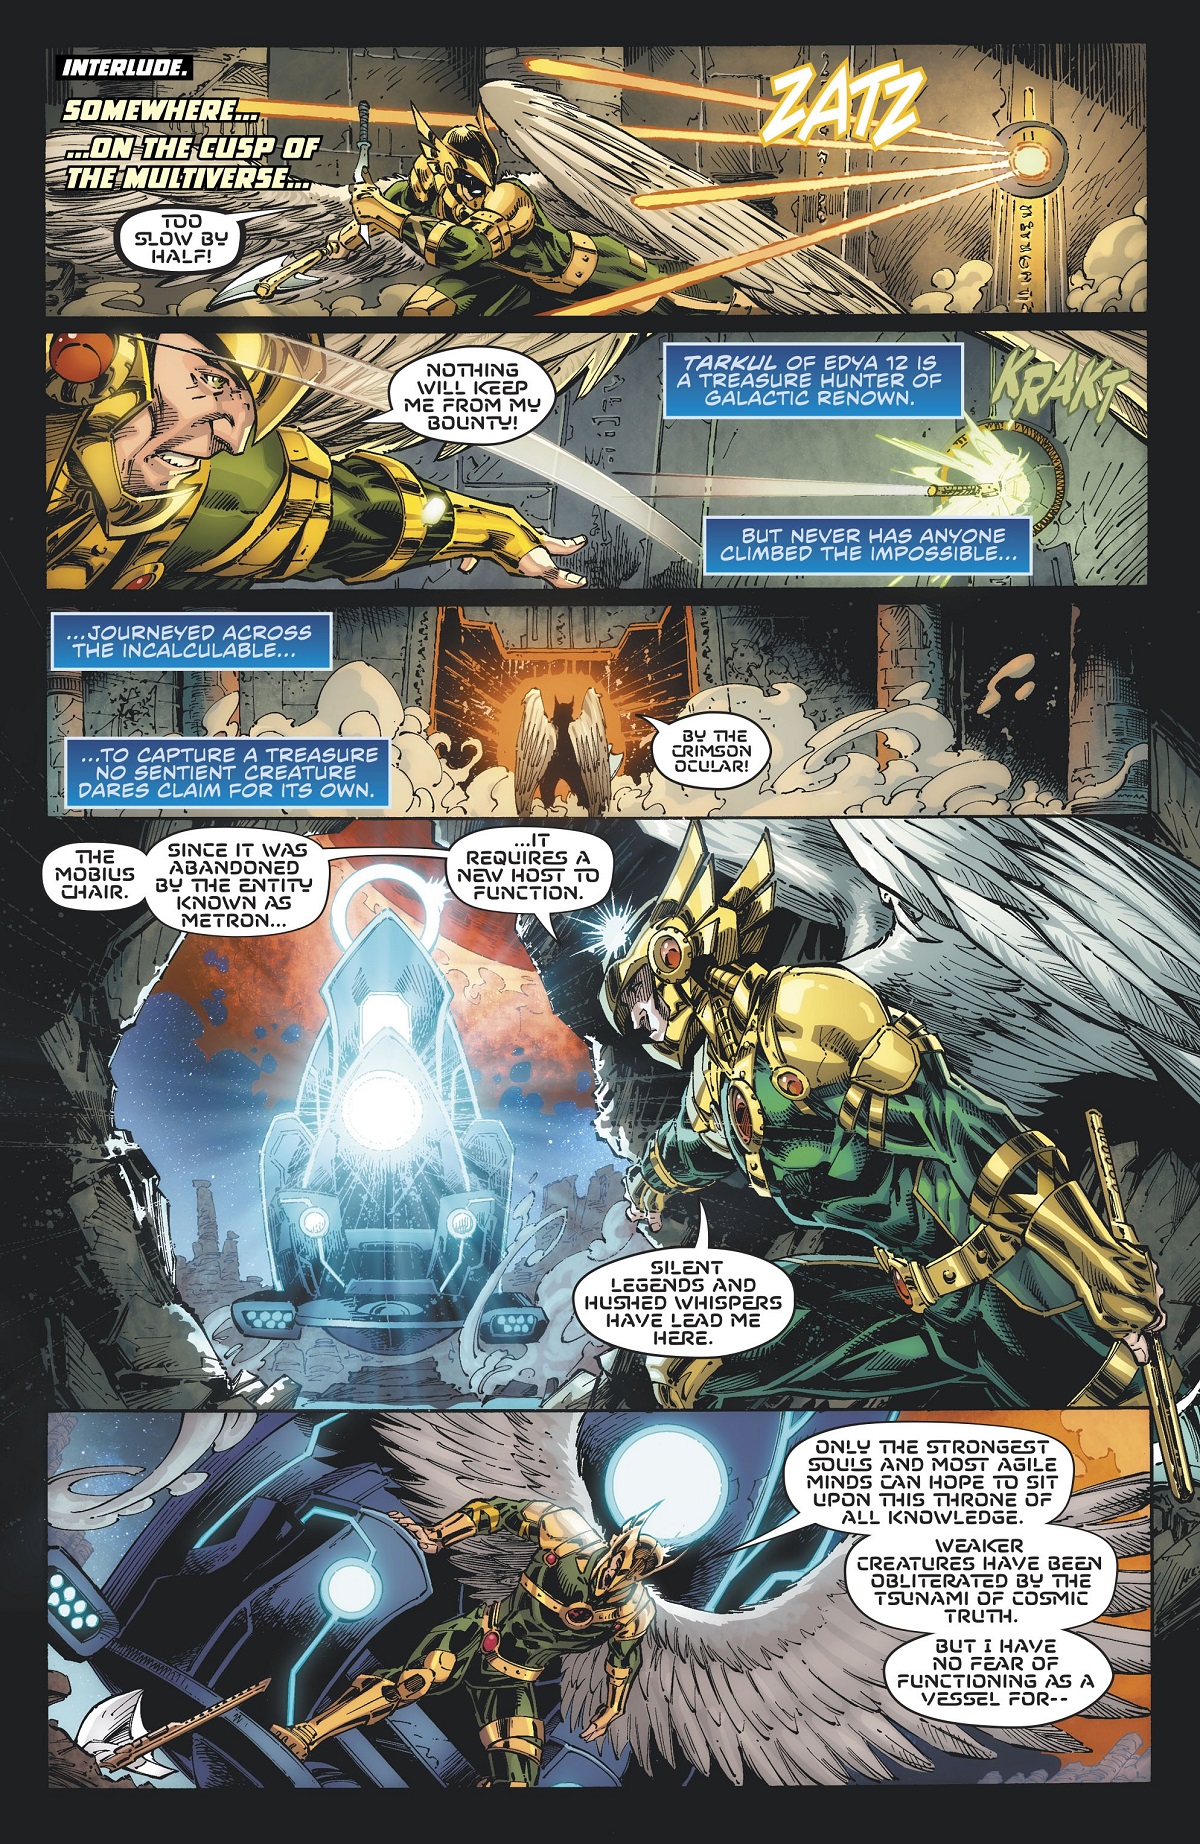 INTERLUDE.
SOMEWHERE...
...ON THE CUSP OF
THE MULTIVERSE...
ZATZ
TOO
SLOW BY
HALF!
NOTHING
WILL KEEP
ME FROM MY
BOUNTY!
TARKUL OF EDYA 12 IS
A TREASURE HUNTER OF
GALACTIC RENOWN.
KRAKT
BUT NEVER HAS ANYONE
CLIMBED THE IMPOSSIBLE...
...JOURNEYED ACROSS
THE INCALCULABLE...
BY THE
CRIMSON
OCULAR!
...TO CAPTURE A TREASURE
NO SENTIENT CREATURE
DARES CLAIM FOR ITS OWN.
THE
MOBIUS
CHAIR.
SINCE IT WAS
ABANDONED
BY THE ENTITY
KNOWN AS
METRON...
...IT
REQUIRES A
NEW HOST TO
FUNCTION.
SILENT
LEGENDS AND
HUSHED WHISPERS
HAVE LEAD ME
HERE.
ONLY THE STRONGEST
SOULS AND MOST AGILE
MINDS CAN HOPE TO SIT
UPON THIS THRONE OF
ALL KNOWLEDGE.
WEAKER
CREATURES HAVE BEEN
OBLITERATED BY THE
TSUNAMI OF COSMIC
TRUTH.
BUT I HAVE
NO FEAR OF
FUNCTIONING AS A
VESSEL FOR--